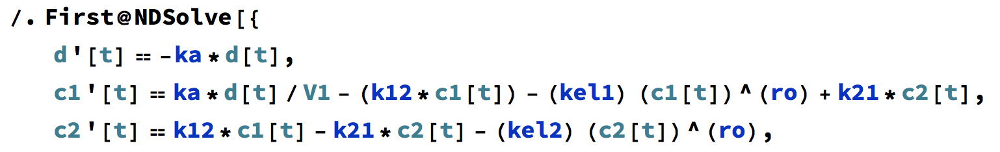 /. First@NDSolve[{
d'[t] == -ka*d[t],
c1'[t] == ka*d[t]/V1 - (k12*c1[t]) - (kel1) (c1[t])^(ro) + k21*c2[t],
c2'[t] == k12*c1[t] - k21*c2[t] - (kel2) (c2[t])^(ro),